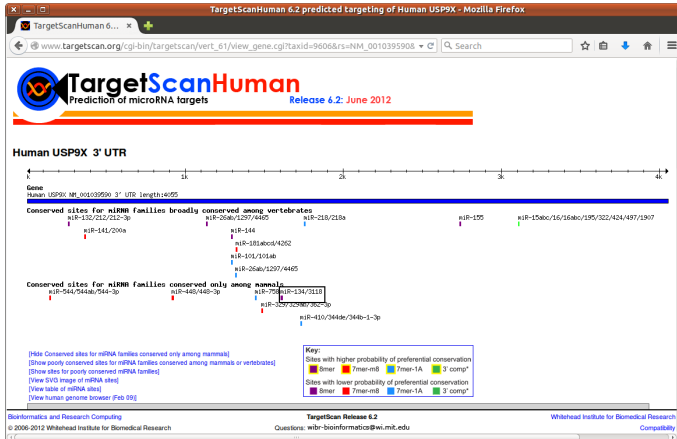 TargetScanHuman 6.2 predicted targeting of Human USP9X - Mozilla Firefox
TargetScanHuman 6...
www.targetscan.org/cgi-bin/targetscan/vert_61/view_gene.cgi?taxid=9606&rs=NM_001039590&
Search
TargetScanHuman
Prediction of microRNA targets
Release 6.2: June 2012
Human USP9X 3' UTR
k 1k 2k 3k 4k
Gene
Human USP9X NM_001039590 3' UTR length:4055
Conserved sites for miRNA families broadly conserved among vertebrates
miR-132/212/212-3p miR-26ab/1297/4465 miR-218/218a miR-155 miR-15abc/16/16abc/195/322/424/497/1907
miR-141/200a miR-144
miR-181abcd/4262
miR-101/101ab
miR-26ab/1297/4465
Conserved sites for miRNA families conserved only among mammals
miR-544/544ab/544-3p miR-448/448-3p miR-758 miR-134/3118
miR-329/329ab/362-3p
miR-410/344de/344b-1-3p
[Hide Conserved sites for miRNA families conserved only among mammals]
[Show poorly conserved sites for miRNA families conserved among mammals or vertebrates]
[Show sites for poorly conserved miRNA families]
[View SVG image of miRNA sites]
[View table of miRNA sites]
[View human genome browser (Feb 09)]
Key:
Sites with higher probability of preferential conservation
8mer 7mer-m8 7mer-1A 3' comp*
Sites with lower probability of preferential conservation
8mer 7mer-m8 7mer-1A 3' comp*
Bioinformatics and Research Computing TargetScan Release 6.2 Whitehead Institute for Biomedical Research
© 2006-2012 Whitehead Institute for Biomedical Research Questions: wibr-bioinformatics@wi.mit.edu Compatibility